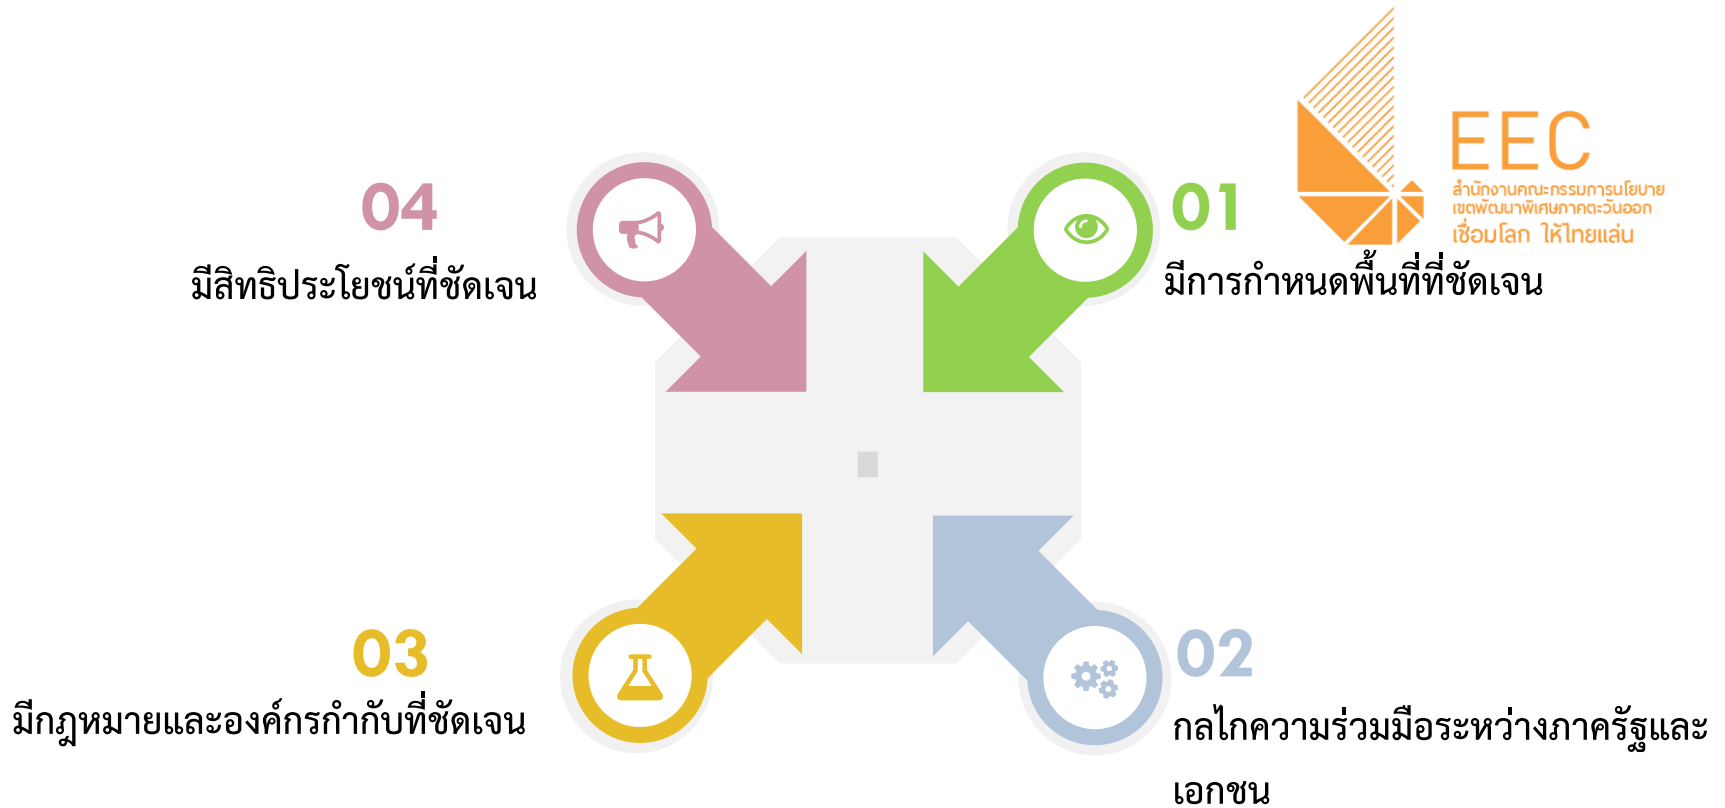 EEC
สำนักงานคณะกรรมการนโยบาย
เขตพัฒนาพิเศษภาคตะวันออก
เชื่อมโลก ให้ไทยแล่น
01
มีการกำหนดพื้นที่ที่ชัดเจน
02
กลไกความร่วมมือระหว่างภาครัฐและ
เอกชน
03
มีกฎหมายและองค์กรกำกับที่ชัดเจน
04
มีสิทธิประโยชน์ที่ชัดเจน